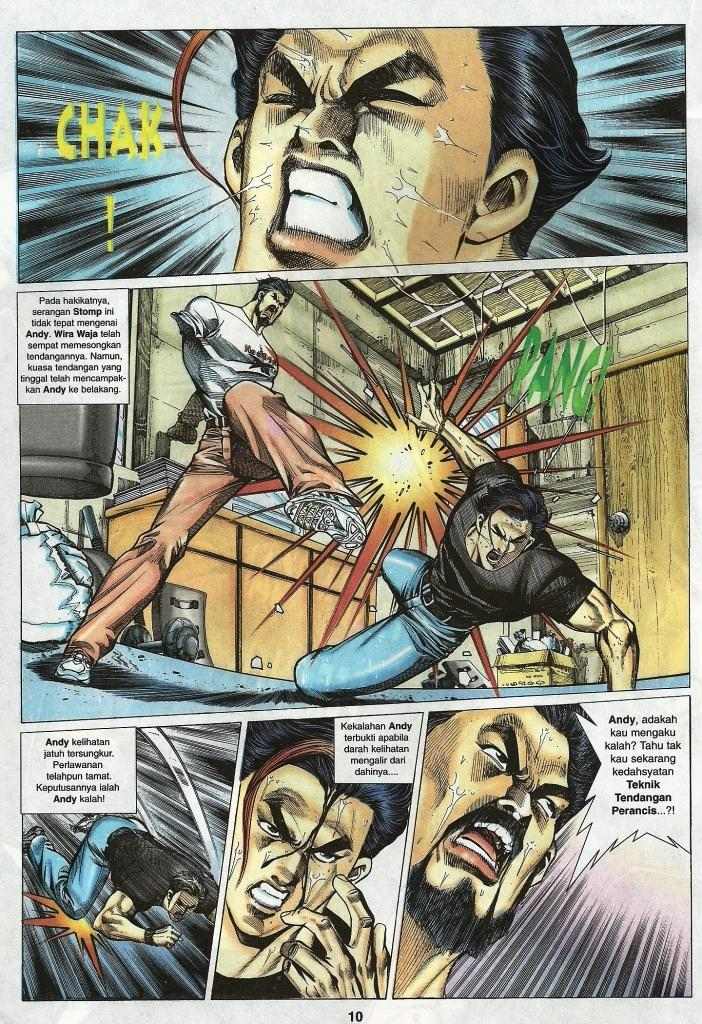 CHAK
!
Pada hakikatnya,
serangan Stomp ini
tidak tepat mengenai
Andy. Wira Waja telah
sempat memesongkan
tendangannya. Namun,
kuasa tendangan yang
tinggal telah mencampak-
kan Andy ke belakang.
PANG!
Andy kelihatan
jatuh tersungkur.
Perlawanan
telahpun tamat.
Keputusannya ialah
Andy kalah!
Kekalahan Andy
terbukti apabila
darah kelihatan
mengalir dari
dahinya....
Andy, adakah
kau mengaku
kalah? Tahu tak
kau sekarang
kedahsyatan
Teknik
Tendangan
Perancis...?!
10